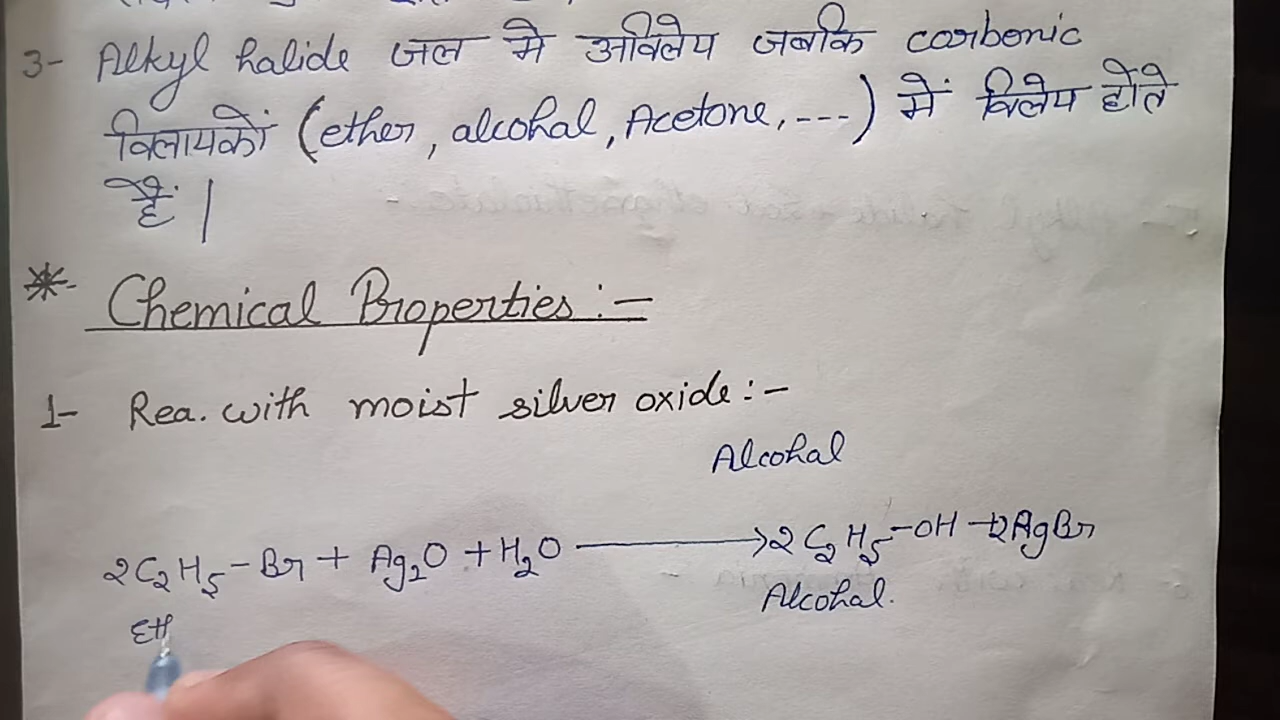 3- Alkyl halide जल मे अविलेय जबकि carbonic
विलायकों (ether, alcohal, Acetone, ---) में विलेय होते
हैं |
* Chemical Properties :-
1- Rea. with moist silver oxide :-
Alcohal
2C₂H₅-Br + Ag₂O + H₂O ⟶ 2C₂H₅-OH + 2AgBr
Alcohal.
Eth